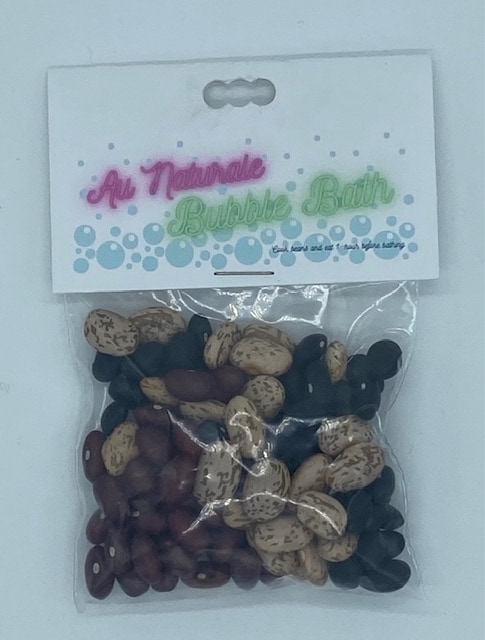 Au Naturale
Bubble Bath
Cook beans and eat 1 hour before bathing